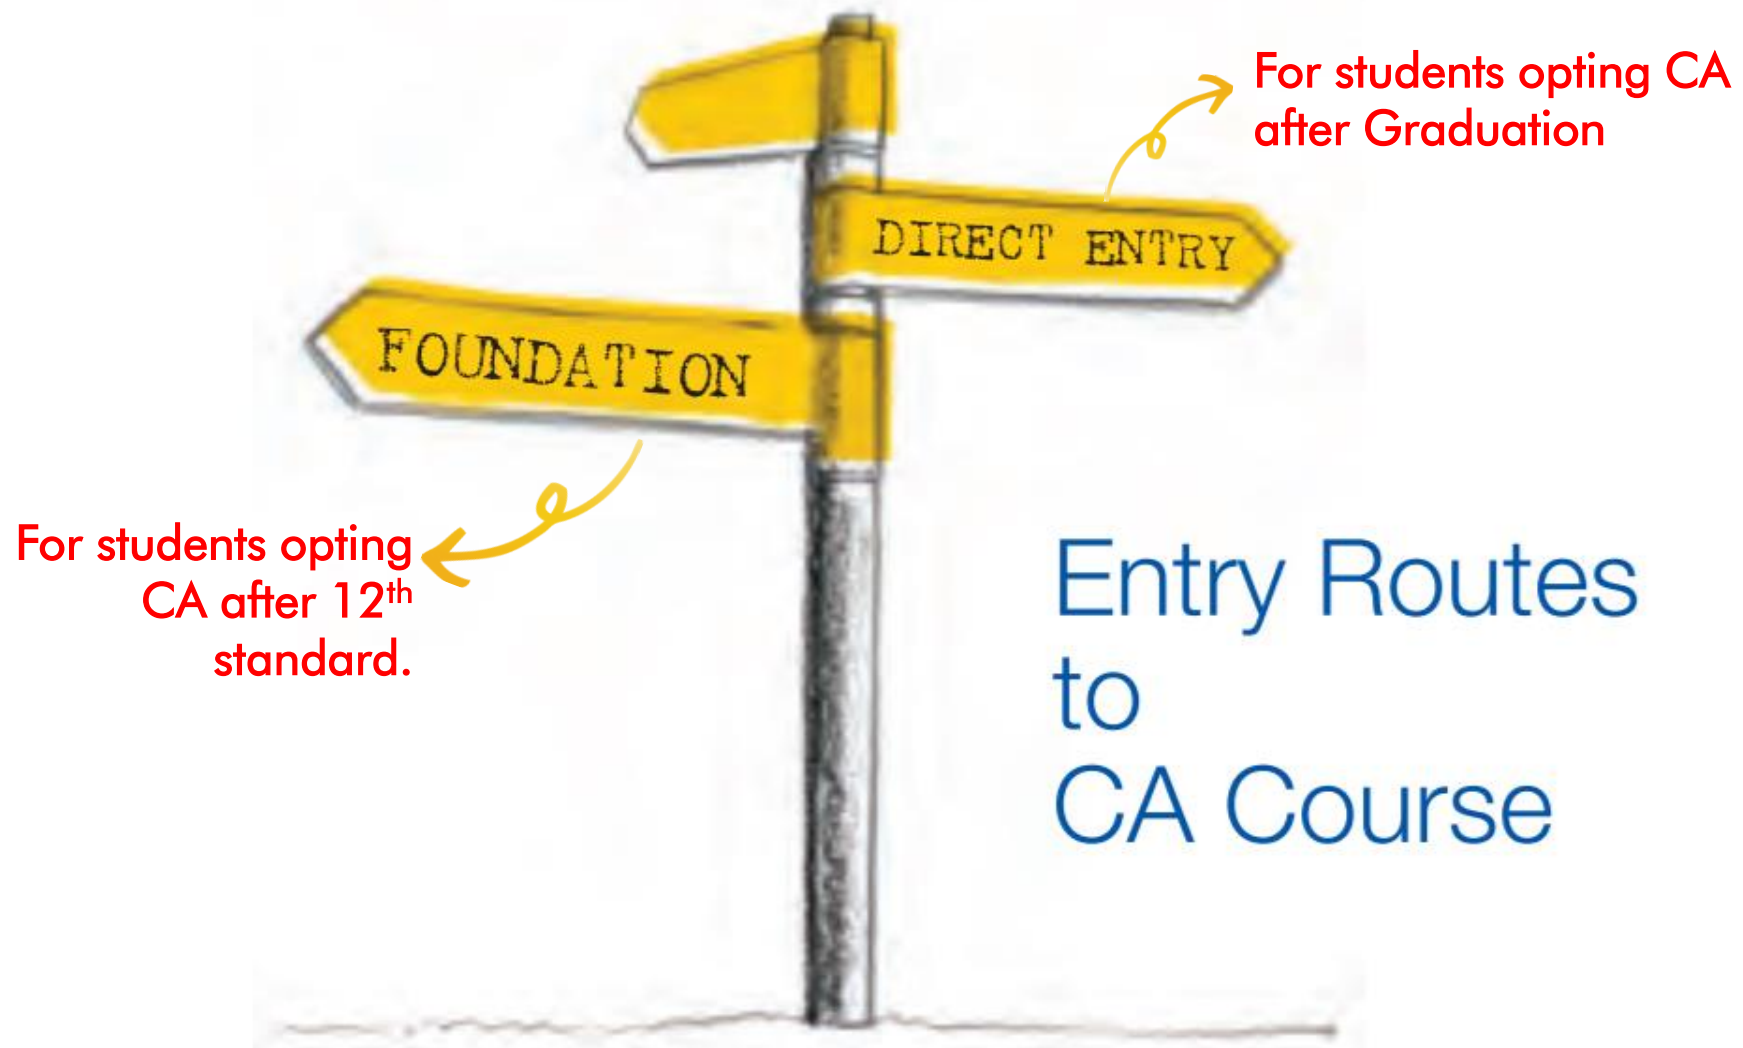 For students opting CA
after Graduation
DIRECT ENTRY
FOUNDATION
For students opting
CA after 12th
standard.
Entry Routes
to
CA Course